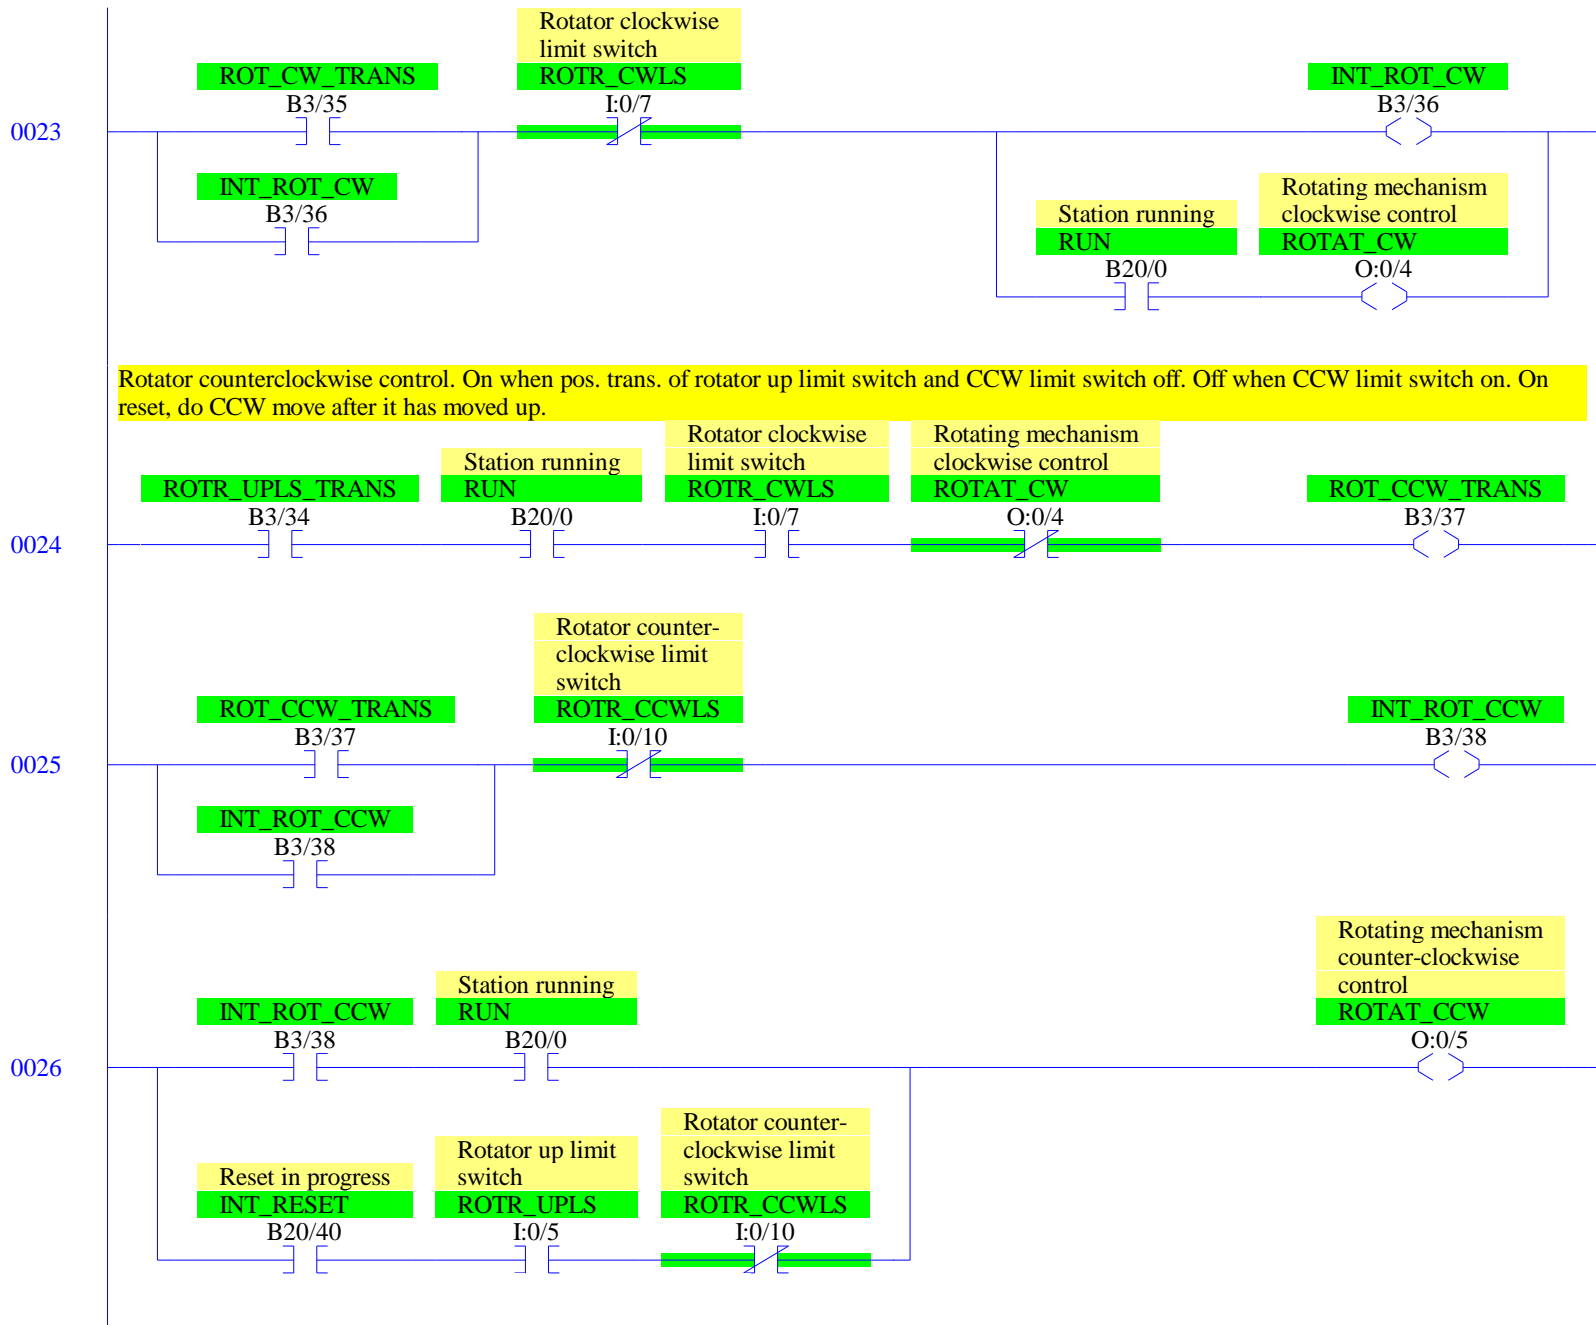 Rotator clockwise
limit switch
ROT_CW_TRANS
ROTR_CWLS
INT_ROT_CW
B3/35
I:0/7
B3/36
0023
INT_ROT_CW
B3/36
Rotating mechanism
Station running
clockwise control
RUN
ROTAT_CW
B20/0
O:0/4
Rotator counterclockwise control. On when pos. trans. of rotator up limit switch and CCW limit switch off. Off when CCW limit switch on. On
reset, do CCW move after it has moved up.
Rotator clockwise
Rotating mechanism
Station running
limit switch
clockwise control
ROTR_UPLS_TRANS
RUN
ROTR_CWLS
ROTAT_CW
ROT_CCW_TRANS
B3/34
B20/0
I:0/7
O:0/4
B3/37
0024
Rotator counter-
clockwise limit
switch
ROT_CCW_TRANS
ROTR_CCWLS
INT_ROT_CCW
B3/37
I:0/10
B3/38
0025
INT_ROT_CCW
B3/38
Rotating mechanism
counter-clockwise
Station running
control
INT_ROT_CCW
RUN
ROTAT_CCW
B3/38
B20/0
O:0/5
0026
Rotator counter-
Rotator up limit
clockwise limit
Reset in progress
switch
switch
INT_RESET
ROTR_UPLS
ROTR_CCWLS
B20/40
I:0/5
I:0/10